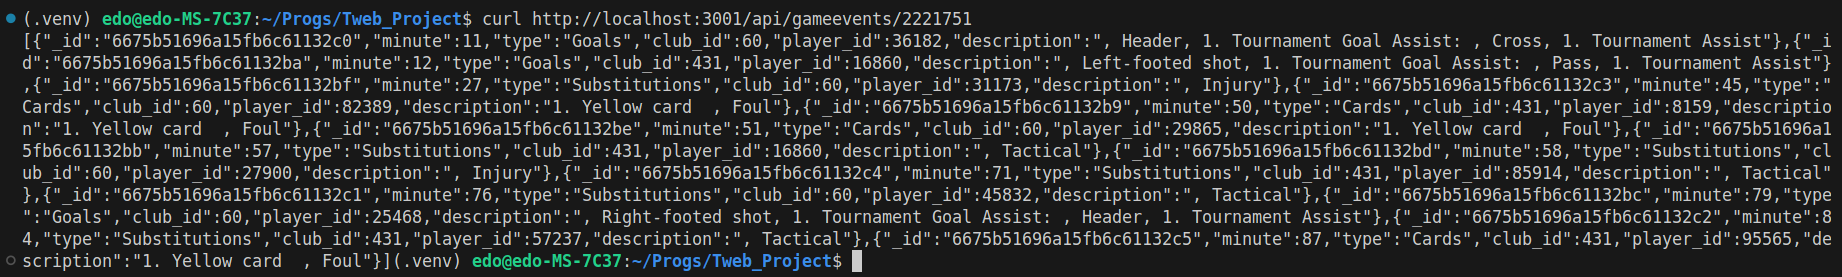 (.venv) edo@edo-MS-7C37:~/Progs/Tweb_Project$ curl http://localhost:3001/api/gameevents/2221751
[{"_id":"6675b51696a15fb6c61132c0","minute":11,"type":"Goals","club_id":60,"player_id":36182,"description":", Header, 1. Tournament Goal Assist: , Cross, 1. Tournament Assist"},{"_i
d":"6675b51696a15fb6c61132ba","minute":12,"type":"Goals","club_id":431,"player_id":16860,"description":", Left-footed shot, 1. Tournament Goal Assist: , Pass, 1. Tournament Assist"}
,{"_id":"6675b51696a15fb6c61132bf","minute":27,"type":"Substitutions","club_id":60,"player_id":31173,"description":", Injury"},{"_id":"6675b51696a15fb6c61132c3","minute":45,"type":"
Cards","club_id":60,"player_id":82389,"description":"1. Yellow card  , Foul"},{"_id":"6675b51696a15fb6c61132b9","minute":50,"type":"Cards","club_id":431,"player_id":8159,"descriptio
n":"1. Yellow card  , Foul"},{"_id":"6675b51696a15fb6c61132be","minute":51,"type":"Cards","club_id":60,"player_id":29865,"description":"1. Yellow card  , Foul"},{"_id":"6675b51696a1
5fb6c61132bb","minute":57,"type":"Substitutions","club_id":431,"player_id":16860,"description":", Tactical"},{"_id":"6675b51696a15fb6c61132bd","minute":58,"type":"Substitutions","cl
ub_id":60,"player_id":27900,"description":", Injury"},{"_id":"6675b51696a15fb6c61132c4","minute":71,"type":"Substitutions","club_id":431,"player_id":85914,"description":", Tactical"
},{"_id":"6675b51696a15fb6c61132c1","minute":76,"type":"Substitutions","club_id":60,"player_id":45832,"description":", Tactical"},{"_id":"6675b51696a15fb6c61132bc","minute":79,"type
":"Goals","club_id":60,"player_id":25468,"description":", Right-footed shot, 1. Tournament Goal Assist: , Header, 1. Tournament Assist"},{"_id":"6675b51696a15fb6c61132c2","minute":8
4,"type":"Substitutions","club_id":431,"player_id":57237,"description":", Tactical"},{"_id":"6675b51696a15fb6c61132c5","minute":87,"type":"Cards","club_id":431,"player_id":95565,"de
scription":"1. Yellow card  , Foul"}](.venv) edo@edo-MS-7C37:~/Progs/Tweb_Project$